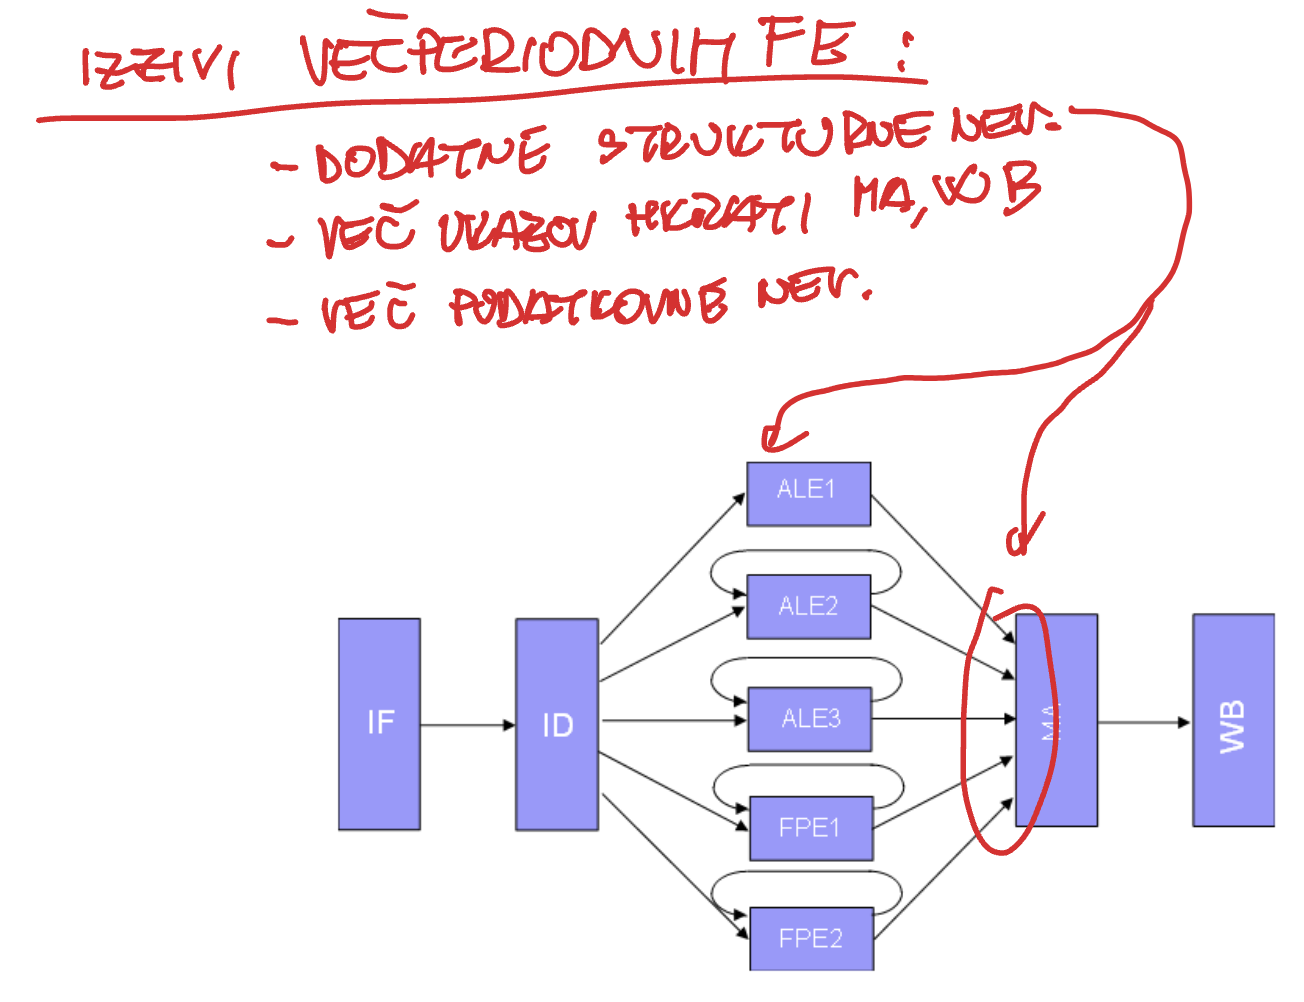 IZZIVI VEČPERIODNIH FE:
- DODATNE STRUKTURNE NEV.
- VEČ UKAZOV HKRATI MA, WB
- VEČ PODATKOVNE NEV.
ALE1
ALE2
ALE3
FPE1
FPE2
IF
ID
MA
WB